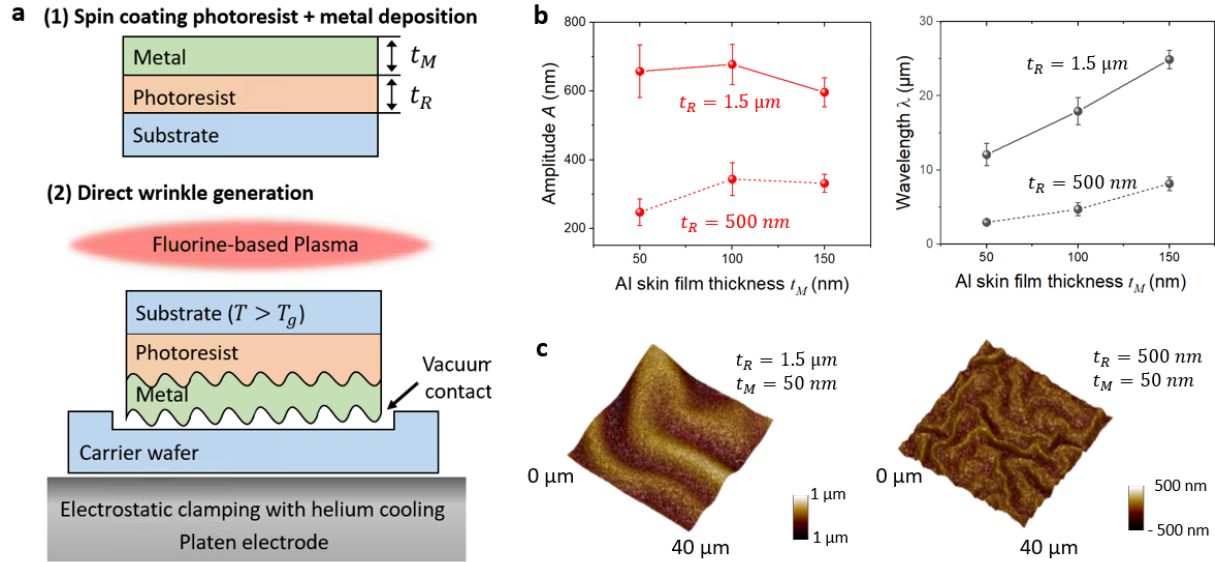 a
(1) Spin coating photoresist + metal deposition
Metal
t_M
Photoresist
t_R
Substrate
(2) Direct wrinkle generation
Fluorine-based Plasma
Substrate (T > T_g)
Photoresist
Vacuum
contact
Metal
Carrier wafer
Electrostatic clamping with helium cooling
Platen electrode
b
Amplitude A (nm)
800
600
400
200
t_R = 1.5 μm
t_R = 500 nm
50
100
150
Al skin film thickness t_M (nm)
Wavelength λ (μm)
30
20
10
0
t_R = 1.5 μm
t_R = 500 nm
50
100
150
Al skin film thickness t_M (nm)
c
t_R = 1.5 μm
t_M = 50 nm
0 μm
40 μm
1 μm
1 μm
t_R = 500 nm
t_M = 50 nm
0 μm
40 μm
500 nm
- 500 nm